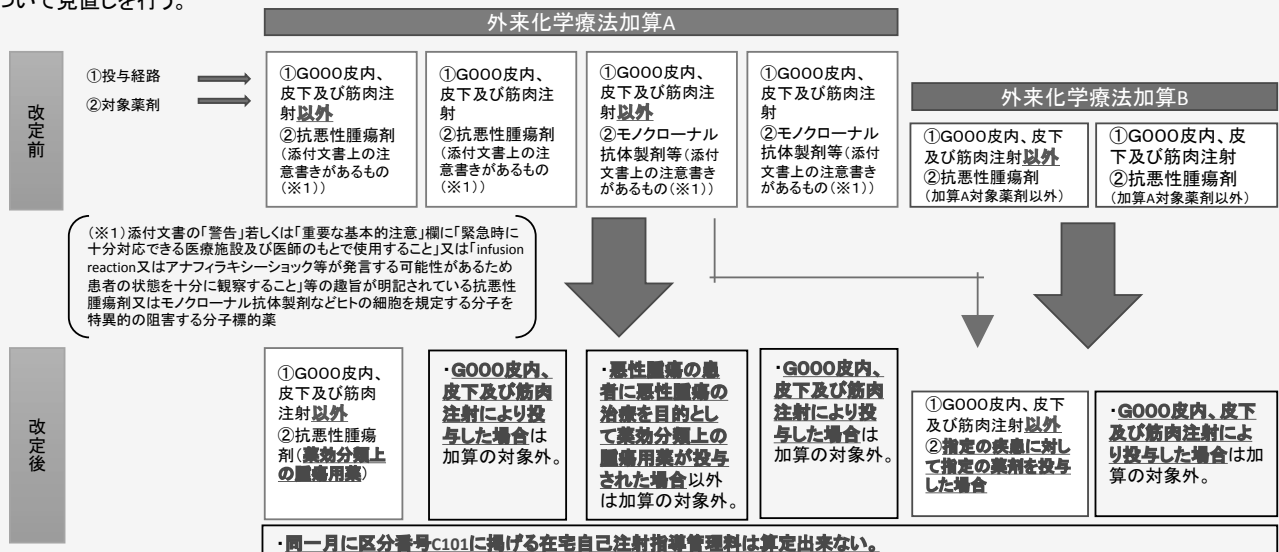 ついて見直しを行う。
外来化学療法加算A
改定前
①投与経路
②対象薬剤
①G000皮内、
皮下及び筋肉注
射以外
②抗悪性腫瘍剤
(添付文書上の注
意書きがあるもの
(※1))
①G000皮内、
皮下及び筋肉注
射
②抗悪性腫瘍剤
(添付文書上の注
意書きがあるもの
(※1))
①G000皮内、
皮下及び筋肉注
射以外
②モノクローナル
抗体製剤等(添付
文書上の注意書き
があるもの(※1))
①G000皮内、
皮下及び筋肉注
射
②モノクローナル
抗体製剤等(添付
文書上の注意書き
があるもの(※1))
外来化学療法加算B
①G000皮内、皮下
及び筋肉注射以外
②抗悪性腫瘍剤
(加算A対象薬剤以外)
①G000皮内、皮
下及び筋肉注射
②抗悪性腫瘍剤
(加算A対象薬剤以外)
(※1)添付文書の「警告」若しくは「重要な基本的注意」欄に「緊急時に
十分対応できる医療施設及び医師のもとで使用すること」又は「infusion
reaction又はアナフィラキシーショック等が発言する可能性があるため
患者の状態を十分に観察すること」等の趣旨が明記されている抗悪性
腫瘍剤又はモノクローナル抗体製剤などヒトの細胞を規定する分子を
特異的の阻害する分子標的薬
改定後
①G000皮内、
皮下及び筋肉
注射以外
②抗悪性腫瘍
剤(薬効分類上
の腫瘍用薬)
・G000皮内、
皮下及び筋肉
注射により投
与した場合は
加算の対象外。
・悪性腫瘍の患
者に悪性腫瘍の
治療を目的とし
て薬効分類上の
腫瘍用薬が投与
された場合以外
は加算の対象外。
・G000皮内、
皮下及び筋肉
注射により投
与した場合は
加算の対象外。
①G000皮内、皮下
及び筋肉注射以外
②指定の疾患に対し
て指定の薬剤を投与
した場合
・G000皮内、皮下
及び筋肉注射によ
り投与した場合は加
算の対象外。
・同一月に区分番号C101に掲げる在宅自己注射指導管理料は算定出来ない。